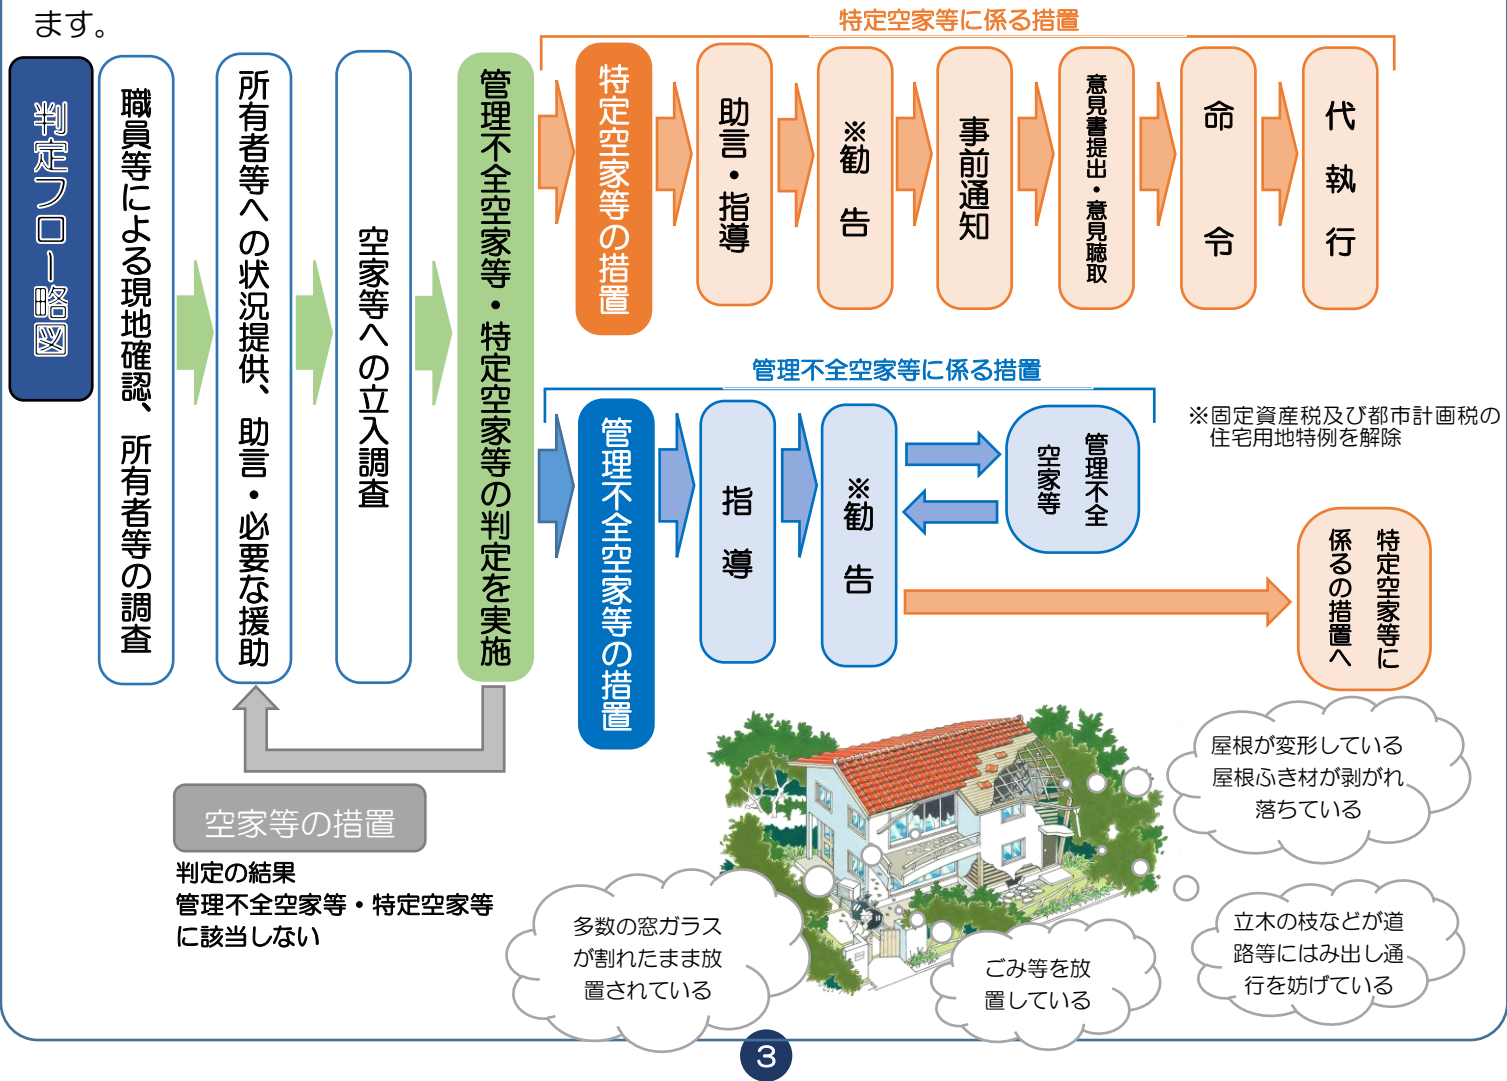 ます。
判定フロー略図
職員等による現地確認、所有者等の調査
所有者等への状況提供、助言・必要な援助
空家等への立入調査
管理不全空家等・特定空家等の判定を実施
特定空家等に係る措置
特定空家等の措置
助言・指導
※勧告
事前通知
意見書提出・意見聴取
命令
代執行
管理不全空家等に係る措置
管理不全空家等の措置
指導
※勧告
管理不全
空家等
※固定資産税及び都市計画税の
住宅用地特例を解除
特定空家等に
係るの措置へ
空家等の措置
判定の結果
管理不全空家等・特定空家等
に該当しない
屋根が変形している
屋根ふき材が剥がれ
落ちている
多数の窓ガラス
が割れたまま放
置されている
ごみ等を放
置している
立木の枝などが道
路等にはみ出し通
行を妨げている
3